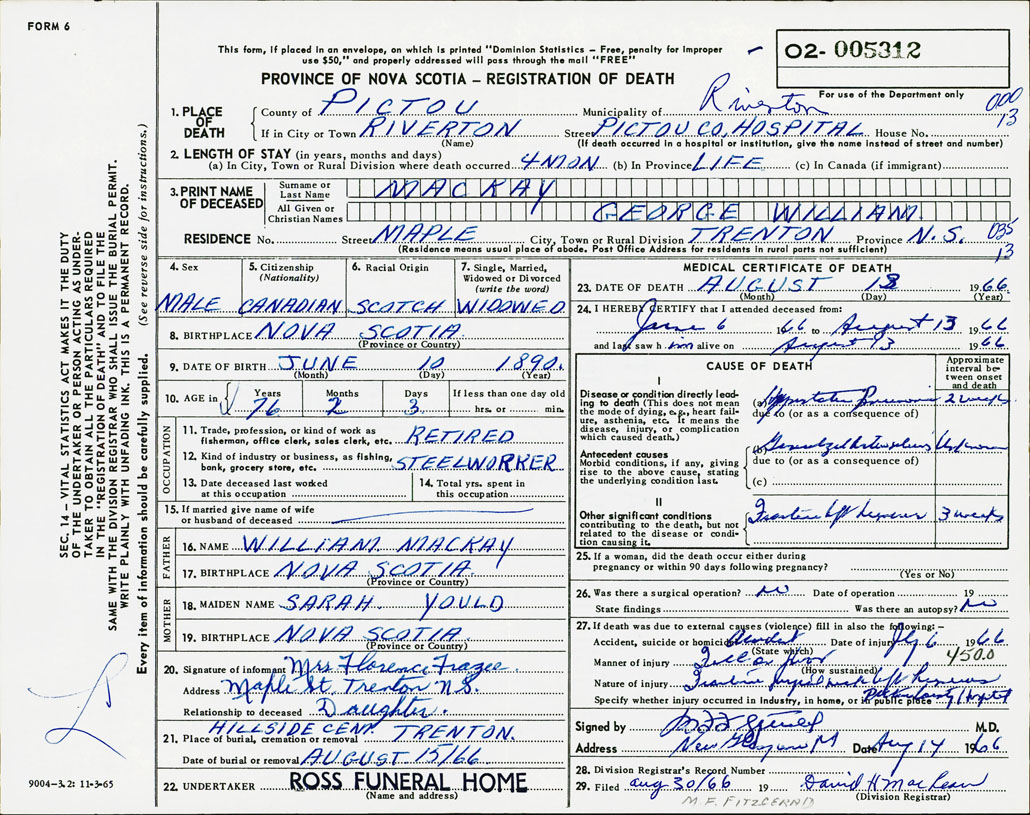 FORM 6
This form, if placed in an envelope, on which is printed "Dominion Statistics – Free, penalty for improper
use $50," and properly addressed will pass through the mail "FREE"
02- 005312
PROVINCE OF NOVA SCOTIA – REGISTRATION OF DEATH
For use of the Department only
000
13
1. PLACE OF DEATH
County of PICTOU Municipality of Riverton
If in City or Town RIVERTON Street PICTOU CO. HOSPITAL House No.
(Name) (If death occurred in a hospital or institution, give the name instead of street and number)
2. LENGTH OF STAY (in years, months and days)
(a) In City, Town or Rural Division where death occurred 4 MON (b) In Province LIFE (c) In Canada (if immigrant)
3. PRINT NAME OF DECEASED
Surname or Last Name MACKAY
All Given or Christian Names GEORGE WILLIAM
RESIDENCE No. Street MAPLE City, Town or Rural Division TRENTON Province N.S. 035
(Residence means usual place of abode. Post Office Address for residents in rural parts not sufficient) 13
4. Sex MALE
5. Citizenship (Nationality) CANADIAN
6. Racial Origin SCOTCH
7. Single, Married, Widowed or Divorced (write the word) WIDOWED
8. BIRTHPLACE NOVA SCOTIA
(Province or Country)
9. DATE OF BIRTH JUNE 10 1890.
(Month) (Day) (Year)
10. AGE in Years 76 Months 2 Days 3 If less than one day old hrs. or min.
OCCUPATION
11. Trade, profession, or kind of work as fisherman, office clerk, sales clerk, etc. RETIRED
12. Kind of industry or business, as fishing, bank, grocery store, etc. STEELWORKER
13. Date deceased last worked at this occupation
14. Total yrs. spent in this occupation
15. If married give name of wife or husband of deceased
FATHER
16. NAME WILLIAM MACKAY
17. BIRTHPLACE NOVA SCOTIA
(Province or Country)
MOTHER
18. MAIDEN NAME SARAH YOULD
19. BIRTHPLACE NOVA SCOTIA
(Province or Country)
20. Signature of informant Mrs Florence Frazee
Address Maple St. Trenton N.S.
Relationship to deceased Daughter.
21. Place of burial, cremation or removal HILLSIDE CEM. TRENTON.
Date of burial or removal AUGUST 15/66
22. UNDERTAKER ROSS FUNERAL HOME
(Name and address)
MEDICAL CERTIFICATE OF DEATH
23. DATE OF DEATH AUGUST 13 1966.
(Month) (Day) (Year)
24. I HEREBY CERTIFY that I attended deceased from:
June 6 1966 to August 13 1966
and last saw him alive on August 13 1966
CAUSE OF DEATH
Approximate interval between onset and death
I
Disease or condition directly leading to death (This does not mean the mode of dying, e.g., heart failure, asthenia, etc. It means the disease, injury, or complication which caused death.)
(a) Hypostatic Pneumonia 2 weeks
due to (or as a consequence of)
Antecedent causes
Morbid conditions, if any, giving rise to the above cause, stating the underlying condition last.
(b) Unknown
due to (or as a consequence of)
(c)
II
Other significant conditions contributing to the death, but not related to the disease or condition causing it.
Fracture left humerus 3 weeks
25. If a woman, did the death occur either during
pregnancy or within 90 days following pregnancy?
(Yes or No)
26. Was there a surgical operation? No Date of operation 19
State findings Was there an autopsy? No
27. If death was due to external causes (violence) fill in also the following:–
Accident, suicide or homicide Accident Date of injury July 6 1966
(State which) 4500
Manner of injury Fell on floor
(How sustained)
Nature of injury Fracture neck left humerus
Specify whether injury occurred in industry, in home, or in public place Pictou County Hospital
Signed by M.D.
Address New Glasgow Date Aug 17 1966
28. Division Registrar's Record Number
29. Filed Aug 30/66 19 David H MacLean
(Division Registrar)
M.F. FITZGERALD
SEC. 14 – VITAL STATISTICS ACT MAKES IT THE DUTY
OF THE UNDERTAKER OR PERSON ACTING AS UNDER-
TAKER TO OBTAIN ALL THE PARTICULARS REQUIRED
IN THE "REGISTRATION OF DEATH" AND TO FILE THE
SAME WITH THE DIVISION REGISTRAR WHO SHALL ISSUE THE BURIAL PERMIT.
WRITE PLAINLY WITH UNFADING INK. THIS IS A PERMANENT RECORD.
Every item of information should be carefully supplied. (See reverse side for instructions.)
9004–3.2: 11-3-65